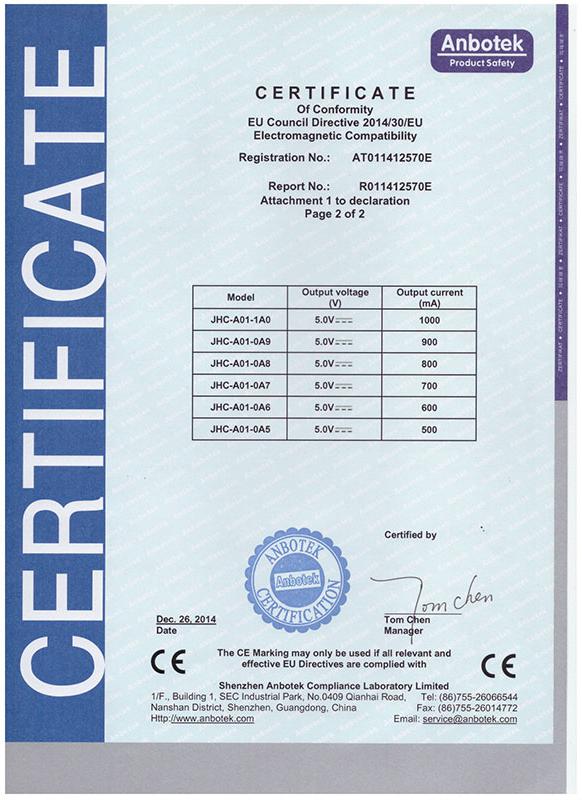 CERTIFICATE
Anbotek
Product Safety
CERTIFICATE
Of Conformity
EU Council Directive 2014/30/EU
Electromagnetic Compatibility
Registration No.: AT011412570E
Report No.: R011412570E
Attachment 1 to declaration
Page 2 of 2
Model Output voltage (V) Output current (mA)
JHC-A01-1A0 5.0V⎓ 1000
JHC-A01-0A9 5.0V⎓ 900
JHC-A01-0A8 5.0V⎓ 800
JHC-A01-0A7 5.0V⎓ 700
JHC-A01-0A6 5.0V⎓ 600
JHC-A01-0A5 5.0V⎓ 500
ANBOTEK
Anbotek
CERTIFICATION
Certified by
Tom Chen
Dec. 26, 2014
Date
Tom Chen
Manager
CE
The CE Marking may only be used if all relevant and
effective EU Directives are complied with
CE
Shenzhen Anbotek Compliance Laboratory Limited
1/F., Building 1, SEC Industrial Park, No.0409 Qianhai Road, Tel: (86)755-26066544
Nanshan District, Shenzhen, Guangdong, China Fax: (86)755-26014772
Http://www.anbotek.com Email: service@anbotek.com